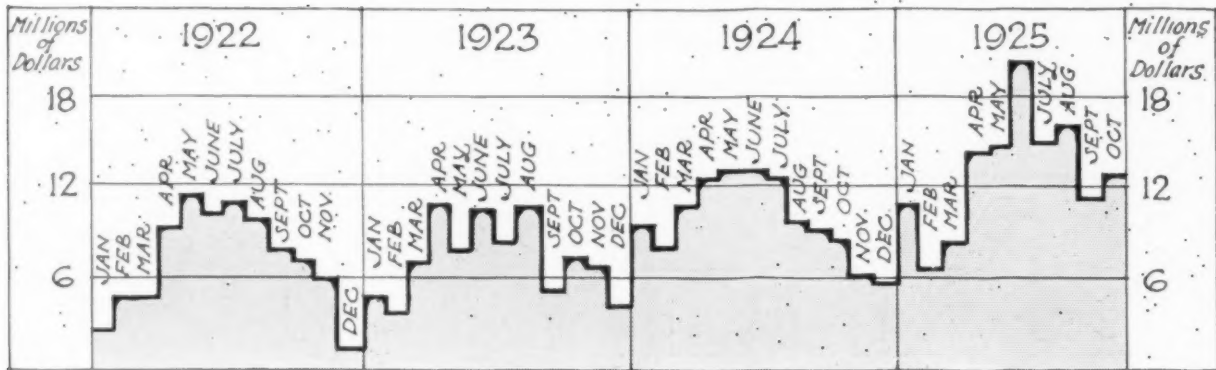 Millions
of
Dollars
18
12
6
1922
JAN
FEB
MAR.
APR.
MAY
JUNE
JULY
AUG
SEPT
OCT
NOV.
DEC
1923
JAN
FEB
MAR.
APR.
MAY.
JUNE
JULY
AUG
SEPT
OCT
NOV
DEC
1924
JAN
FEB
MAR.
APR.
MAY
JUNE
JULY.
AUG
SEPT
OCT
NOV.
DEC.
1925
JAN
FEB
MAR
APR
MAY
JULY
AUG
SEPT
OCT
Millions
of
Dollars
18
12
6